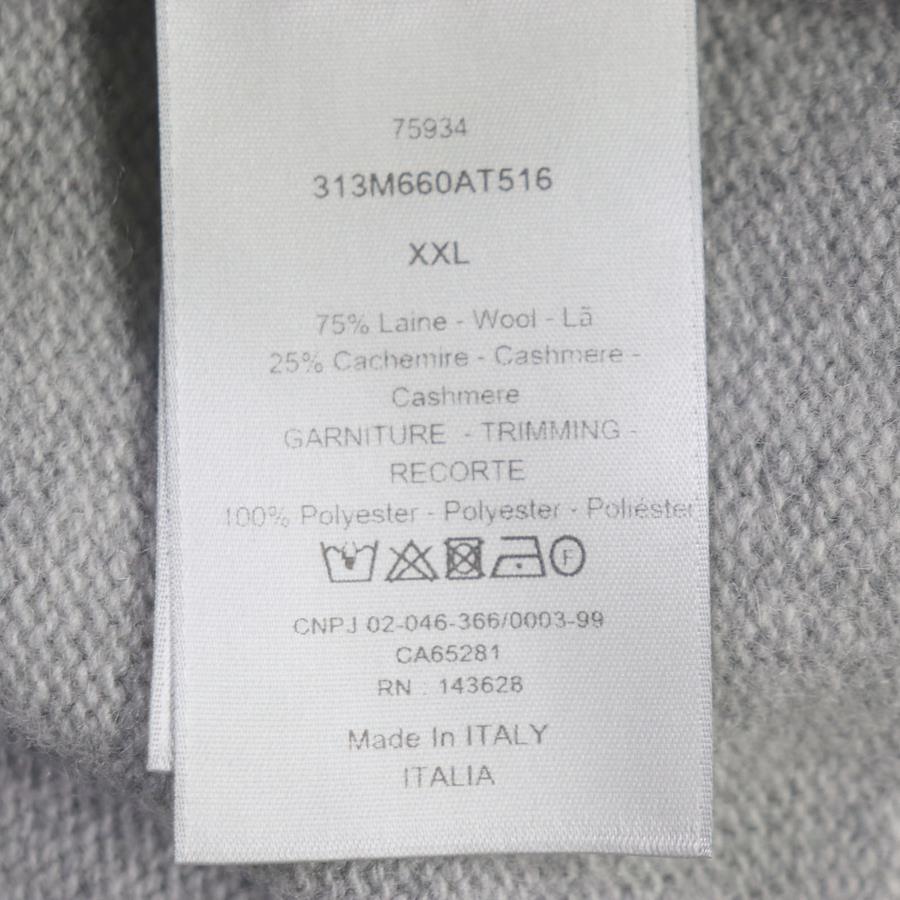 75934
313M660AT516
XXL
75% Laine - Wool - Lã
25% Cachemire - Cashmere -
Cashmere
GARNITURE - TRIMMING -
RECORTE
100% Polyester - Polyester - Poliéster
F
CNPJ 02-046-366/0003-99
CA65281
RN : 143628
Made In ITALY
ITALIA